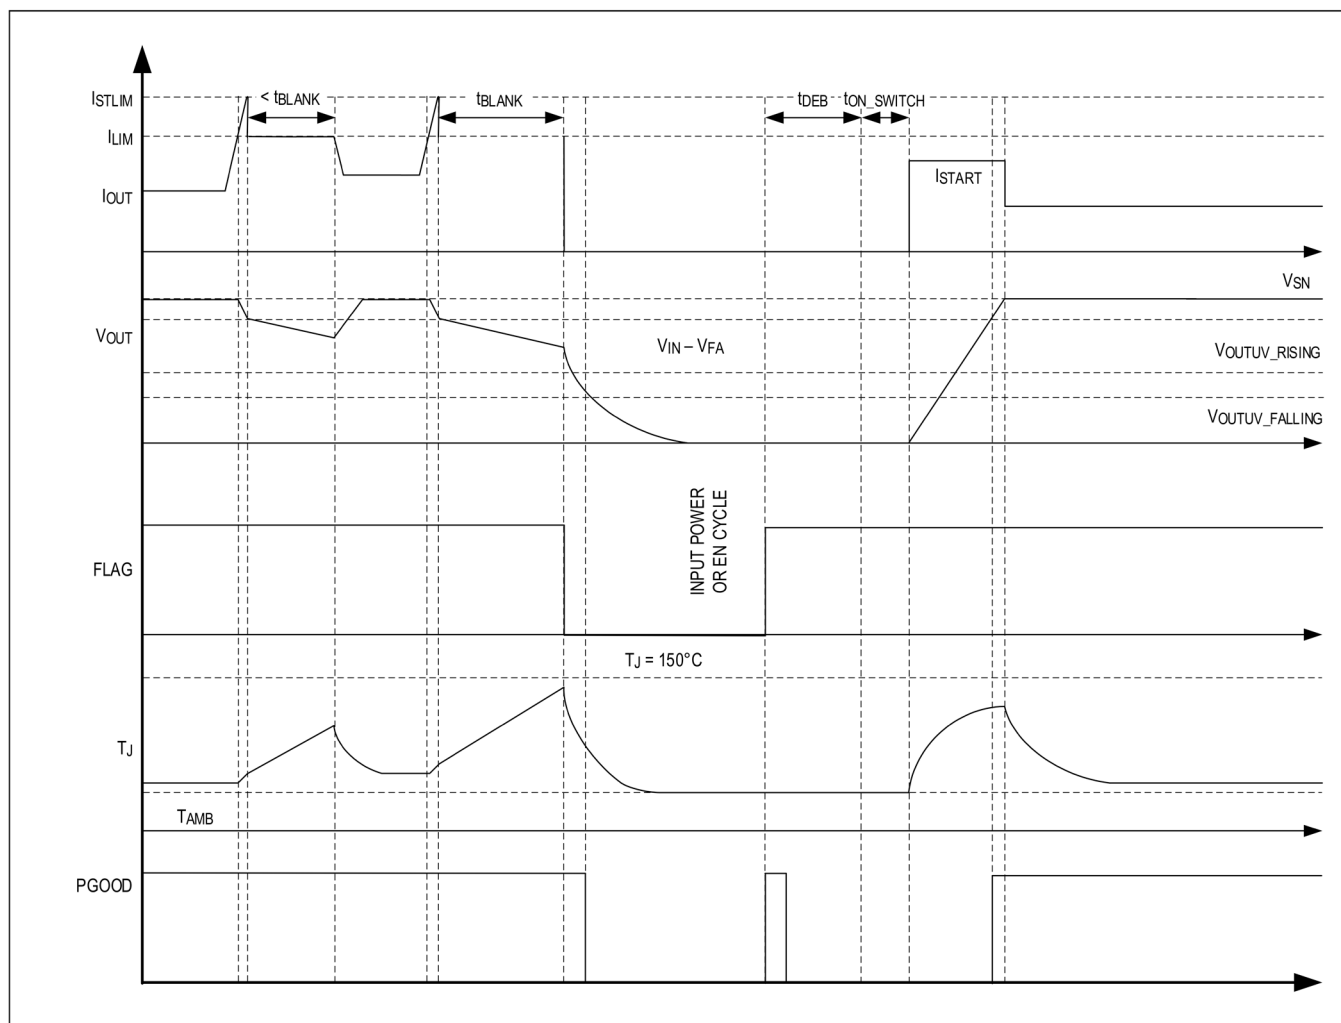 ISTLIM
< tBLANK
tBLANK
tDEB
tON_SWITCH
ILIM
ISTART
IOUT
VSN
VOUT
VIN – VFA
VOUTUV_RISING
VOUTUV_FALLING
INPUT POWER
OR EN CYCLE
FLAG
TJ = 150°C
TJ
TAMB
PGOOD